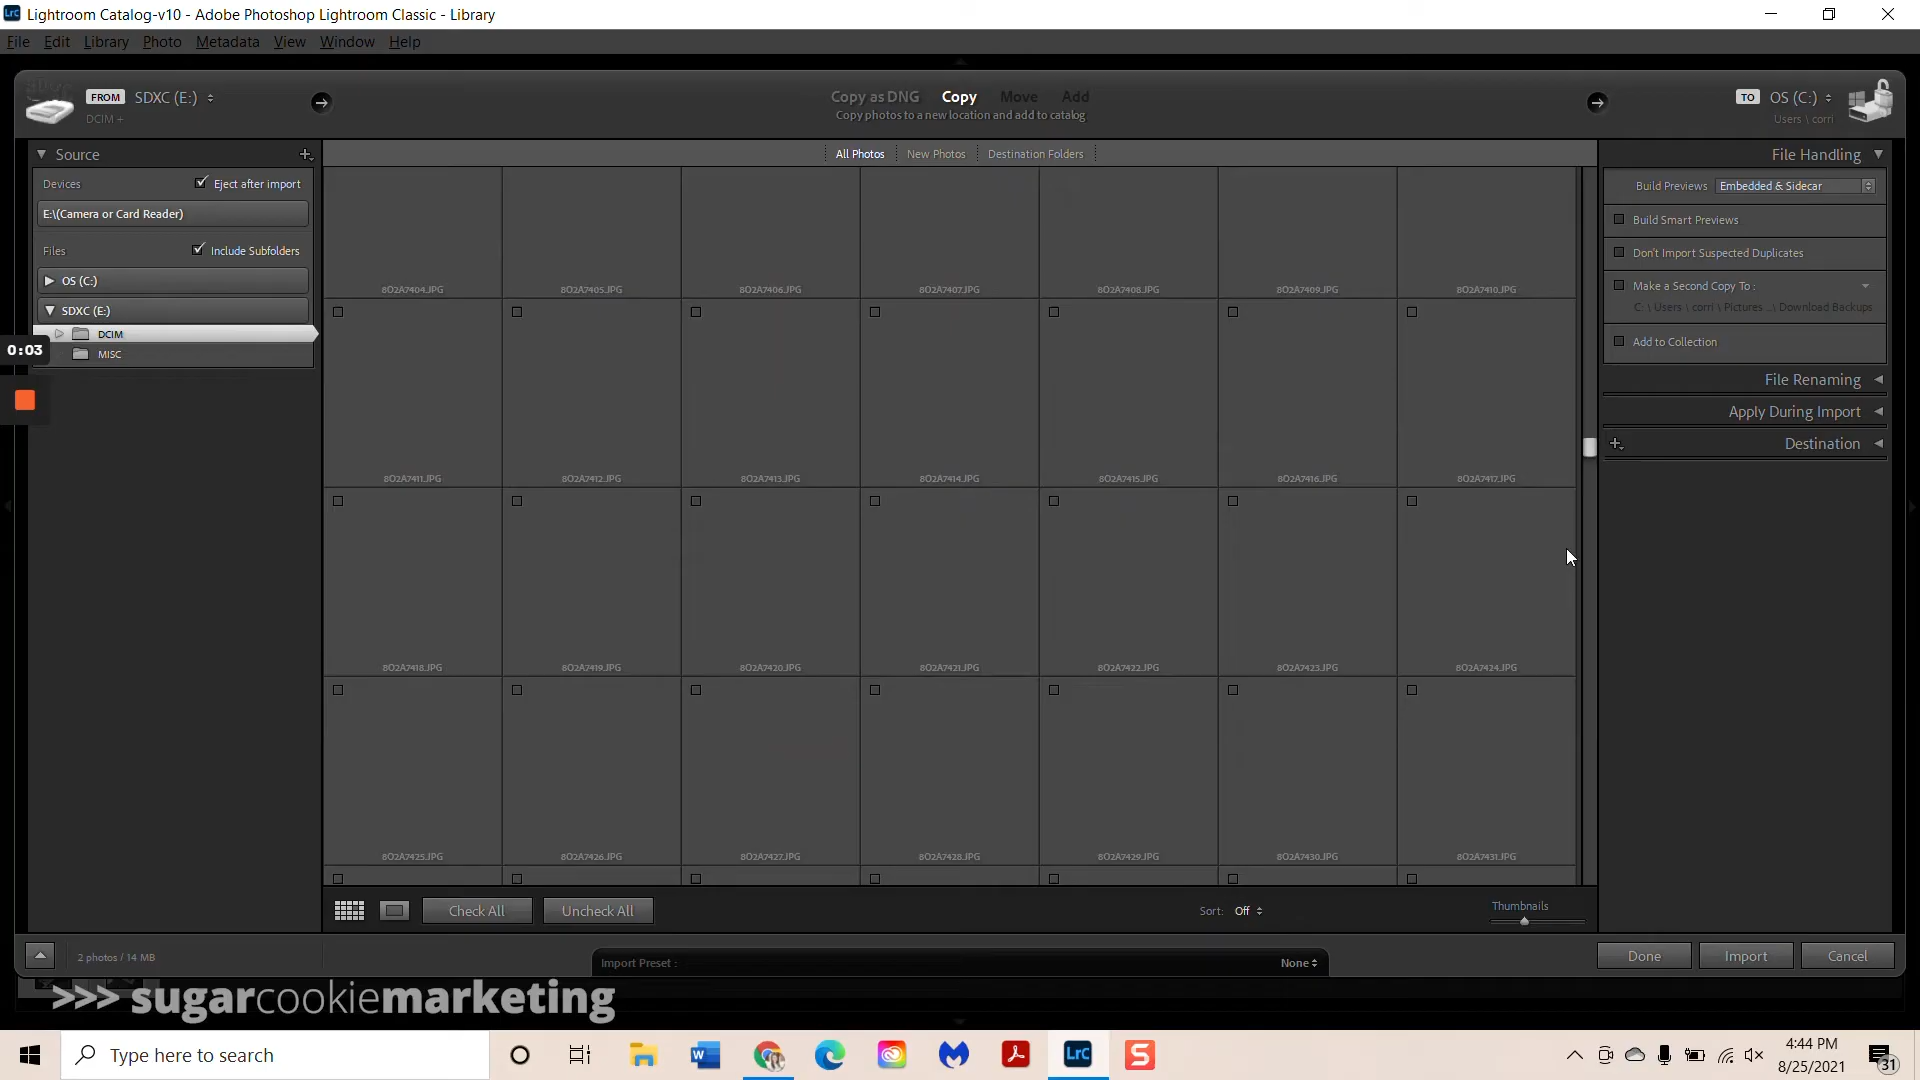 Lightroom Catalog-v10 - Adobe Photoshop Lightroom Classic - Library
File Edit Library Photo Metadata View Window Help
FROM SDXC (E:)
DCIM +
Copy as DNG Copy Move Add
Copy photos to a new location and add to catalog
TO OS (C:)
Users \ corri
Source
All Photos New Photos Destination Folders
File Handling
Devices Eject after import
E:\(Camera or Card Reader)
Files Include Subfolders
OS (C:)
SDXC (E:)
DCIM
MISC
0:03
Build Previews Embedded & Sidecar
Build Smart Previews
Don't Import Suspected Duplicates
Make a Second Copy To :
C: \ Users \ corri \ Pictures ...\ Download Backups
Add to Collection
File Renaming
Apply During Import
Destination
8O2A7404.JPG 8O2A7405.JPG 8O2A7406.JPG 8O2A7407.JPG 8O2A7408.JPG 8O2A7409.JPG 8O2A7410.JPG
8O2A7411.JPG 8O2A7412.JPG 8O2A7413.JPG 8O2A7414.JPG 8O2A7415.JPG 8O2A7416.JPG 8O2A7417.JPG
8O2A7418.JPG 8O2A7419.JPG 8O2A7420.JPG 8O2A7421.JPG 8O2A7422.JPG 8O2A7423.JPG 8O2A7424.JPG
8O2A7425.JPG 8O2A7426.JPG 8O2A7427.JPG 8O2A7428.JPG 8O2A7429.JPG 8O2A7430.JPG 8O2A7431.JPG
Check All Uncheck All Sort: Off Thumbnails
2 photos / 14 MB
Import Preset : None
Done Import Cancel
>>> sugarcookiemarketing
Type here to search
4:44 PM
8/25/2021
31